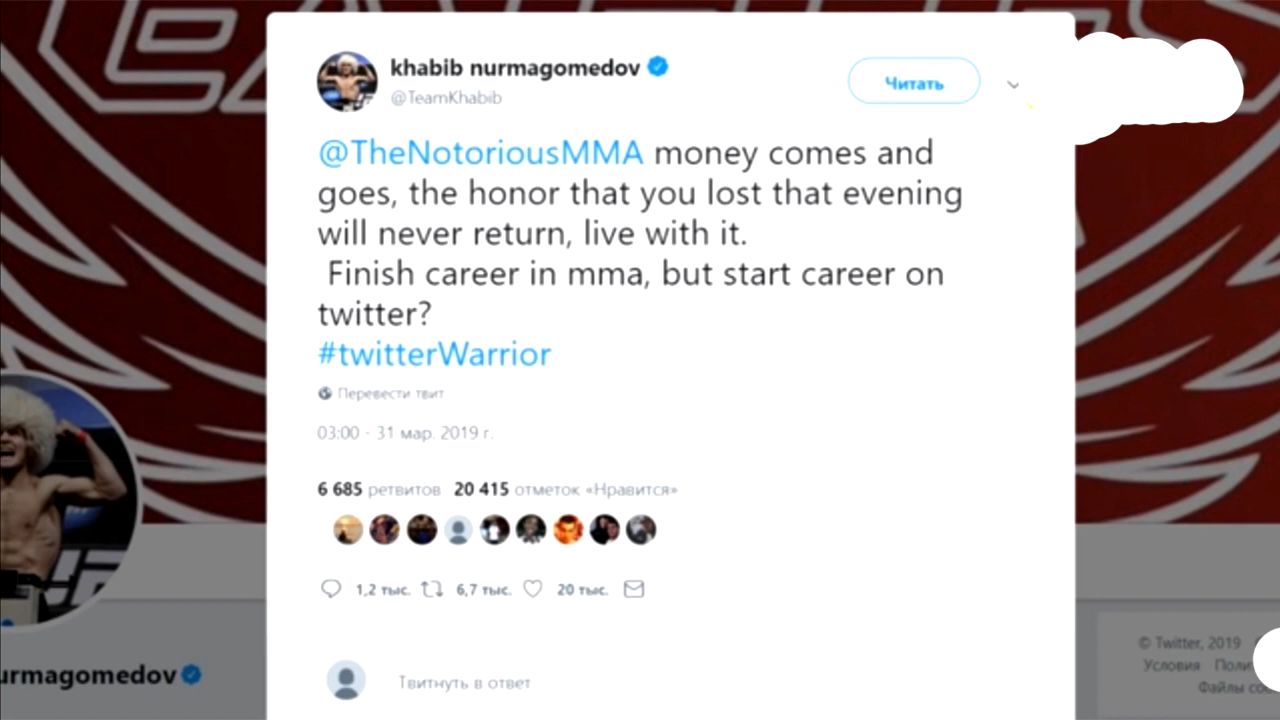 khabib nurmagomedov
@TeamKhabib
Читать
@TheNotoriousMMA money comes and
goes, the honor that you lost that evening
will never return, live with it.
Finish career in mma, but start career on
twitter?
#twitterWarrior
Перевести твит
03:00 - 31 мар. 2019 г.
6 685 ретвитов 20 415 отметок «Нравится»
1,2 тыс. 6,7 тыс. 20 тыс.
Твитнуть в ответ
urmagomedov
© Twitter, 2019
Условия
Файлы